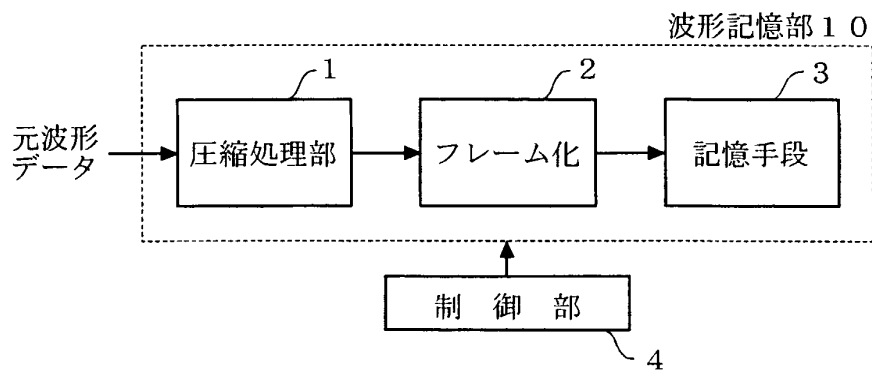 波形記憶部１０
1
2
3
元波形
データ
圧縮処理部
フレーム化
記憶手段
制 御 部
4